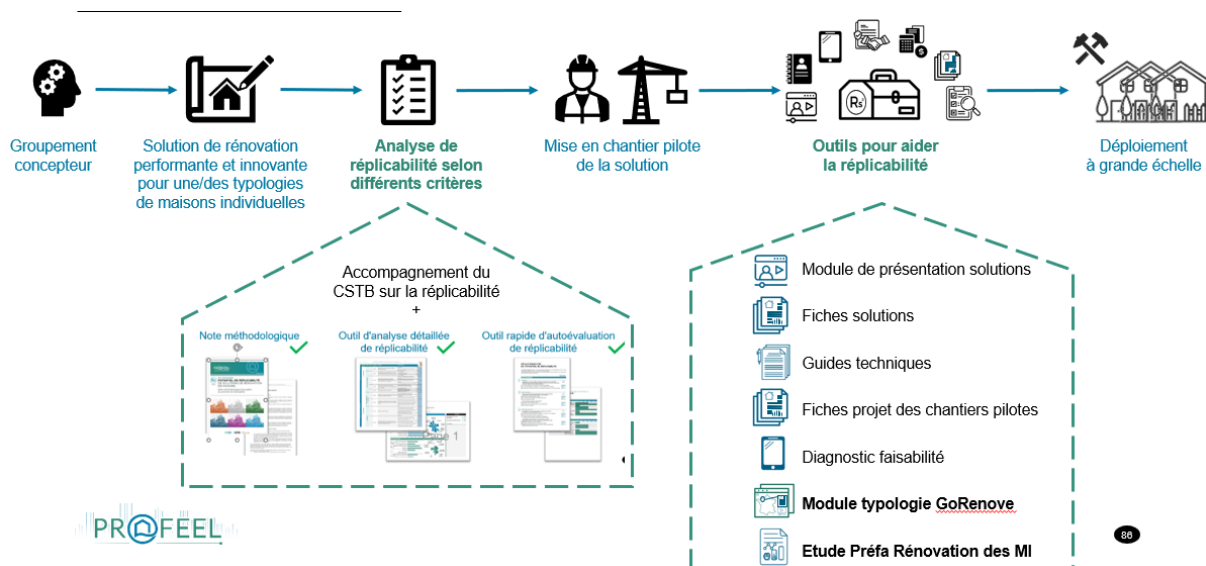 Groupement
concepteur
Solution de rénovation
performante et innovante
pour une/des typologies
de maisons individuelles
Analyse de
réplicabilité selon
différents critères
Mise en chantier pilote
de la solution
Rs
Outils pour aider
la réplicabilité
Déploiement
à grande échelle
Accompagnement du
CSTB sur la réplicabilité
+
Note méthodologique
Outil d'analyse détaillée
de réplicabilité
Outil rapide d'autoévaluation
de réplicabilité
Module de présentation solutions
Fiches solutions
Guides techniques
Fiches projet des chantiers pilotes
Diagnostic faisabilité
Module typologie GoRenove
Etude Préfa Rénovation des MI
PROFEEL
86